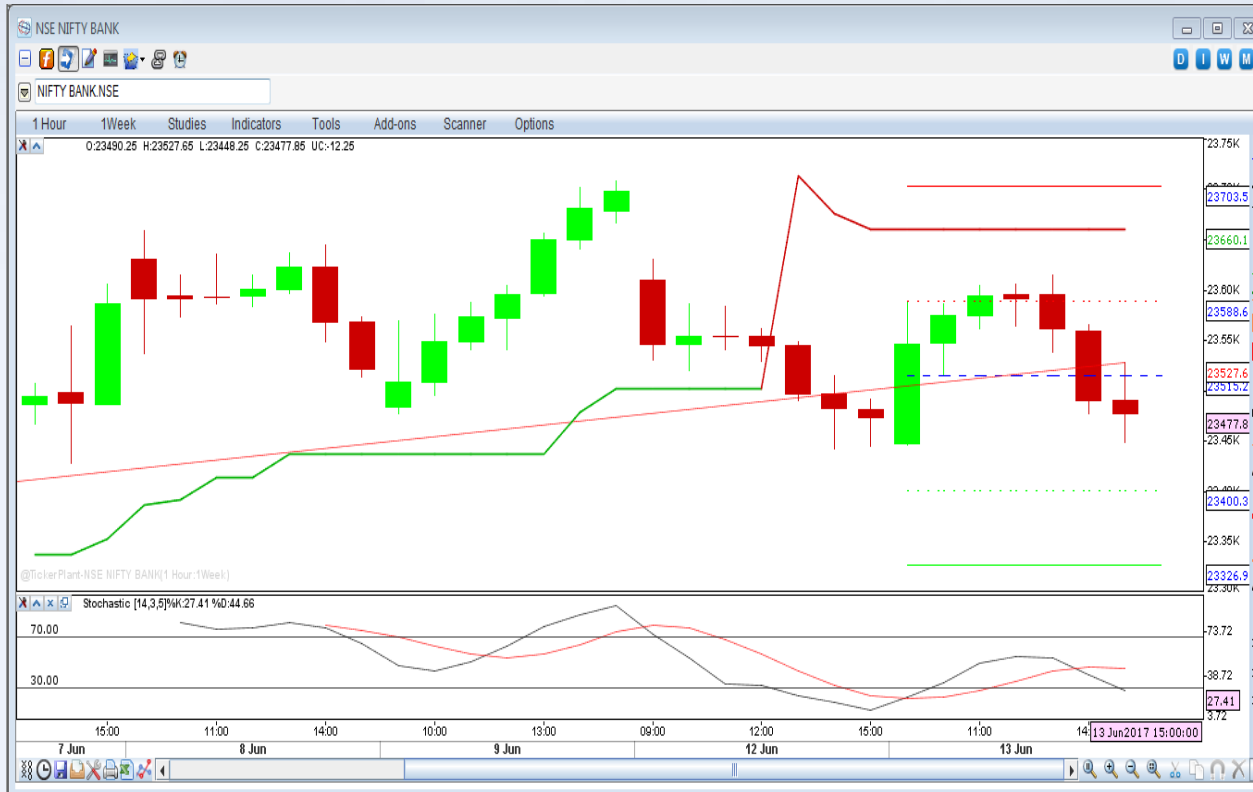 NSE NIFTY BANK
D I W M
NIFTY BANK.NSE
1 Hour 1Week Studies Indicators Tools Add-ons Scanner Options
O:23490.25 H:23527.65 L:23448.25 C:23477.85 UC:-12.25
23.75K
23703.5
23660.1
23.60K
23588.6
23.55K
23527.6
23515.2
23477.8
23.45K
23400.3
23.35K
@TickerPlant-NSE NIFTY BANK(1 Hour:1Week)
23326.9
23.30K
Stochastic [14,3,5]%K:27.41 %D:44.66
70.00 73.72
30.00 38.72
27.41
3.72
15:00 11:00 14:00 10:00 13:00 09:00 12:00 15:00 11:00 13 Jun2017 15:00:00
7 Jun 8 Jun 9 Jun 12 Jun 13 Jun